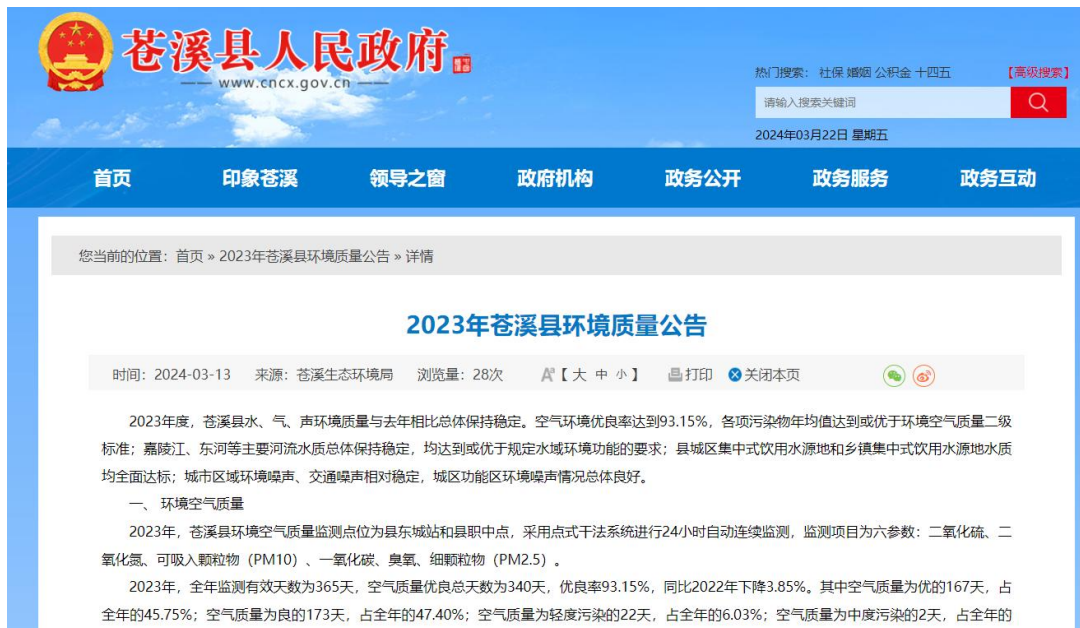 苍溪县人民政府
www.cncx.gov.cn
热门搜索： 社保 婚姻 公积金 十四五 【高级搜索】
请输入搜索关键词
2024年03月22日 星期五
首页 印象苍溪 领导之窗 政府机构 政务公开 政务服务 政务互动
您当前的位置：首页 » 2023年苍溪县环境质量公告 » 详情
2023年苍溪县环境质量公告
时间：2024-03-13 来源：苍溪生态环境局 浏览量：28次 【 大 中 小 】 打印 关闭本页
2023年度，苍溪县水、气、声环境质量与去年相比总体保持稳定。空气环境优良率达到93.15%，各项污染物年均值达到或优于环境空气质量二级
标准；嘉陵江、东河等主要河流水质总体保持稳定，均达到或优于规定水域环境功能的要求；县城区集中式饮用水源地和乡镇集中式饮用水源地水质
均全面达标；城市区域环境噪声、交通噪声相对稳定，城区功能区环境噪声情况总体良好。
一、 环境空气质量
2023年，苍溪县环境空气质量监测点位为县东城站和县职中点，采用点式干法系统进行24小时自动连续监测，监测项目为六参数：二氧化硫、二
氧化氮、可吸入颗粒物（PM10）、一氧化碳、臭氧、细颗粒物（PM2.5）。
2023年，全年监测有效天数为365天，空气质量优良总天数为340天，优良率93.15%，同比2022年下降3.85%。其中空气质量为优的167天，占
全年的45.75%；空气质量为良的173天，占全年的47.40%；空气质量为轻度污染的22天，占全年的6.03%；空气质量为中度污染的2天，占全年的